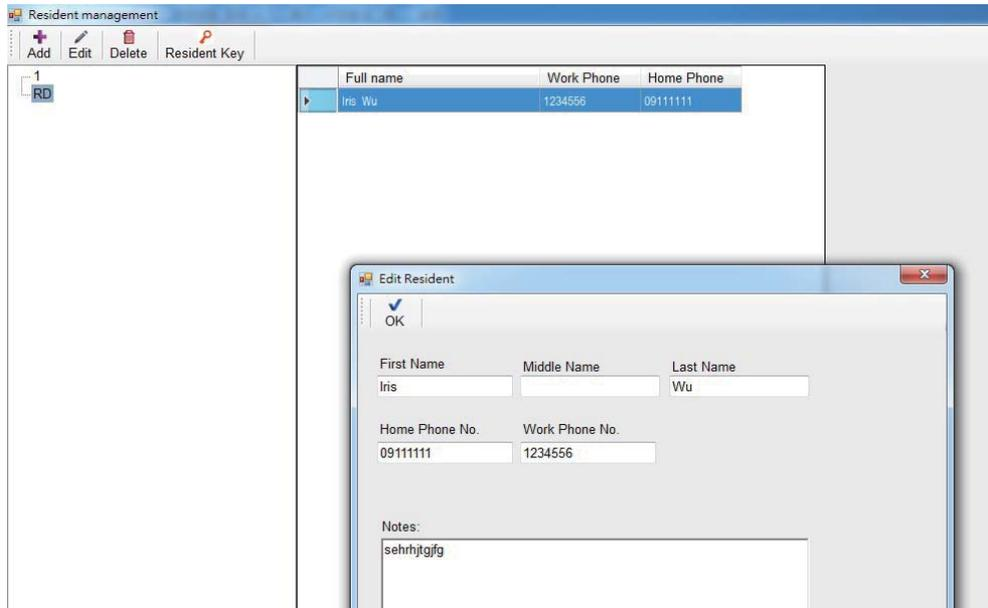 Resident management
Add Edit Delete Resident Key
1
RD
Full name Work Phone Home Phone
Iris Wu 1234556 09111111
Edit Resident
OK
First Name Middle Name Last Name
Iris Wu
Home Phone No. Work Phone No.
09111111 1234556
Notes:
sehrhjtgjfg